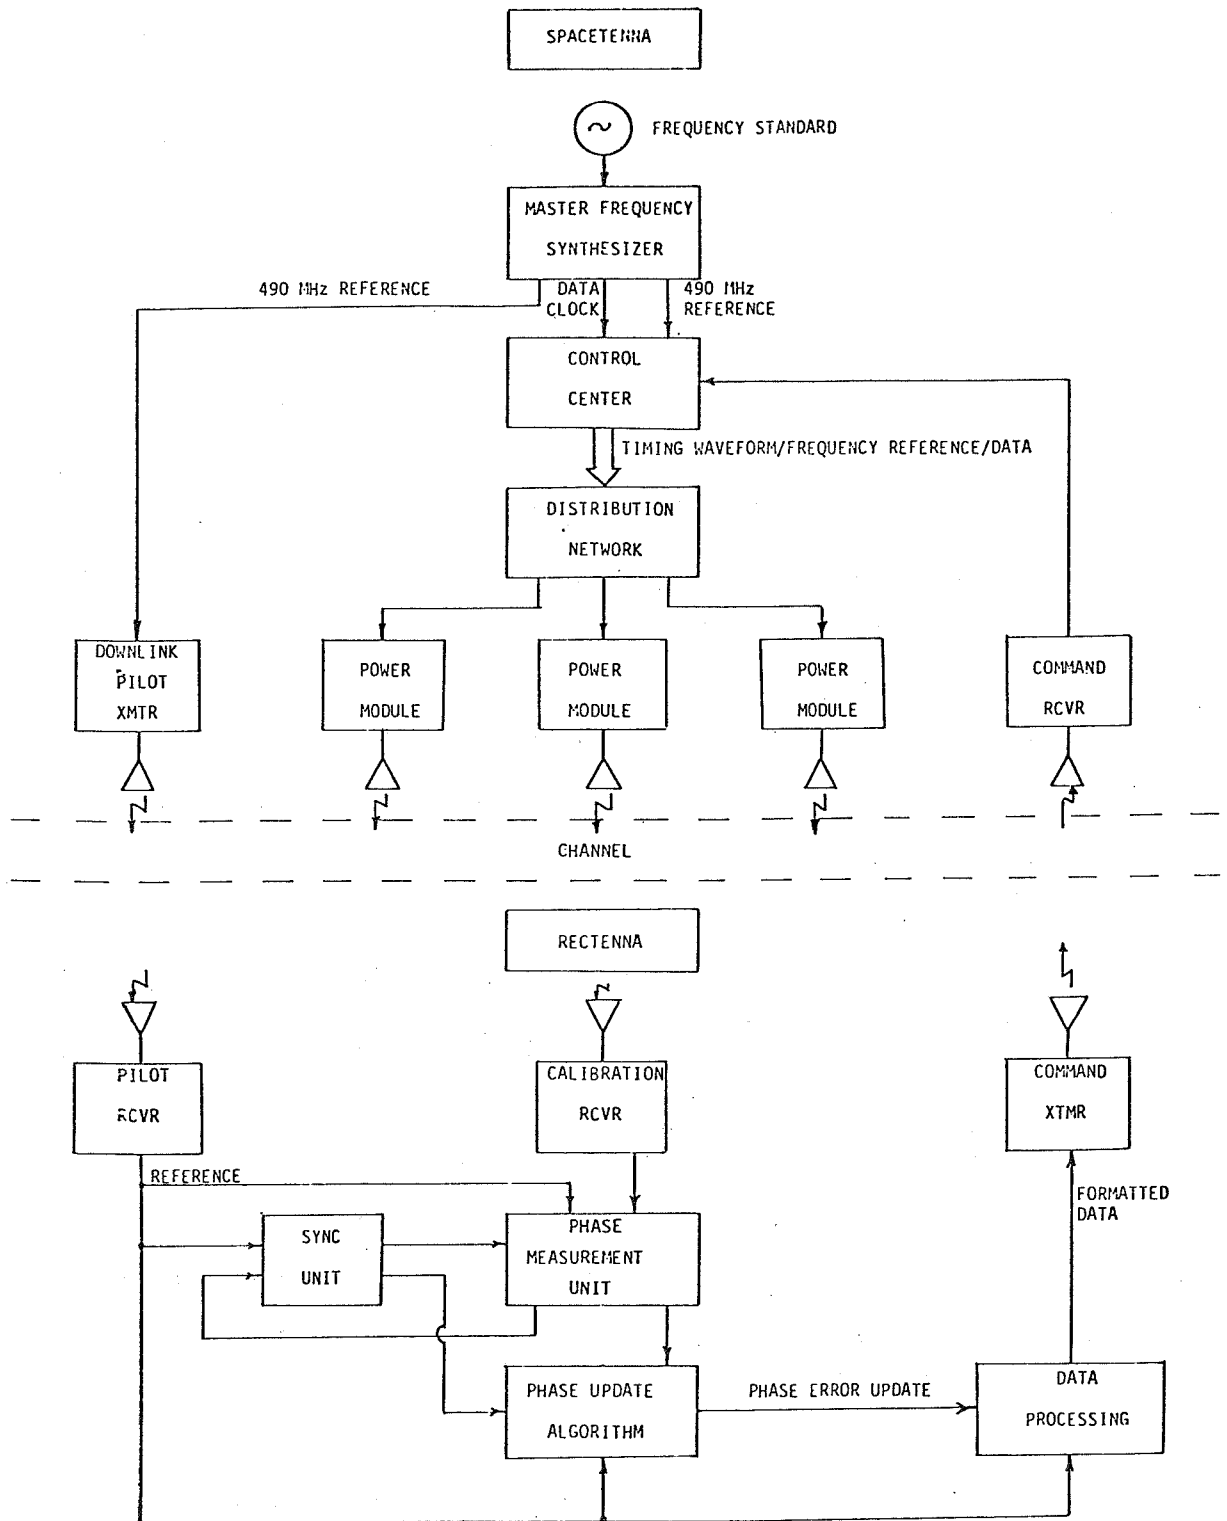 SPACETENNA
FREQUENCY STANDARD
MASTER FREQUENCY
SYNTHESIZER
490 MHz REFERENCE
DATA
CLOCK
490 MHz
REFERENCE
CONTROL
CENTER
TIMING WAVEFORM/FREQUENCY REFERENCE/DATA
DISTRIBUTION
NETWORK
DOWNLINK
PILOT
XMTR
POWER
MODULE
POWER
MODULE
POWER
MODULE
COMMAND
RCVR
CHANNEL
RECTENNA
PILOT
RCVR
CALIBRATION
RCVR
COMMAND
XTMR
REFERENCE
FORMATTED
DATA
SYNC
UNIT
PHASE
MEASUREMENT
UNIT
PHASE UPDATE
ALGORITHM
PHASE ERROR UPDATE
DATA
PROCESSING